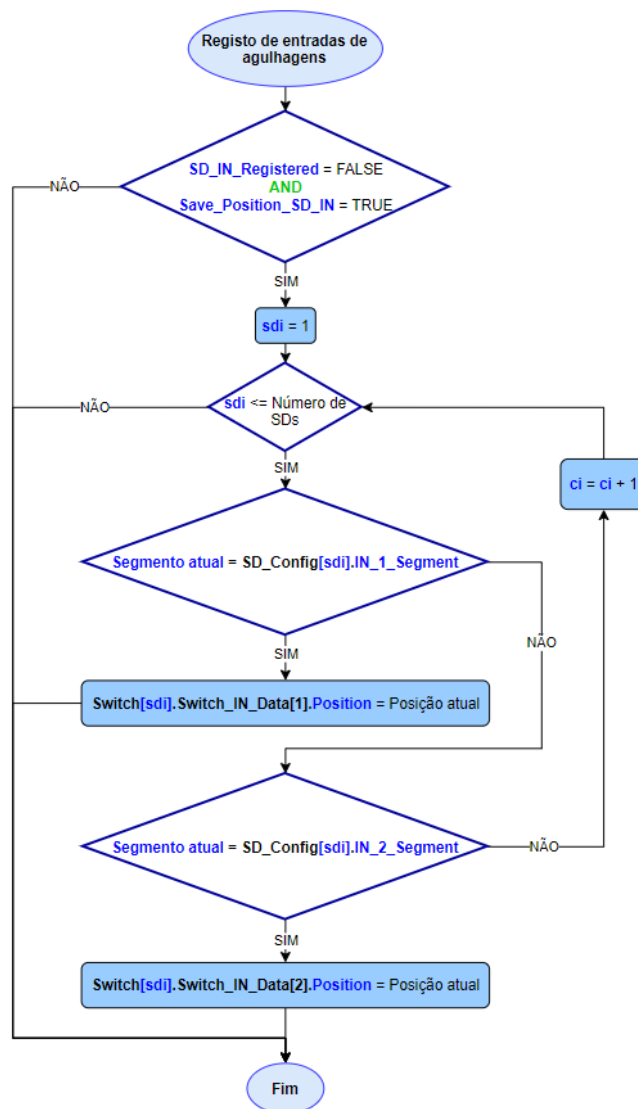 Registo de entradas de
agulhagens
SD_IN_Registered = FALSE
AND
Save_Position_SD_IN = TRUE
NÃO
SIM
sdi = 1
sdi <= Número de
SDs
NÃO
SIM
ci = ci + 1
Segmento atual = SD_Config[sdi].IN_1_Segment
NÃO
SIM
Switch[sdi].Switch_IN_Data[1].Position = Posição atual
Segmento atual = SD_Config[sdi].IN_2_Segment
NÃO
SIM
Switch[sdi].Switch_IN_Data[2].Position = Posição atual
Fim